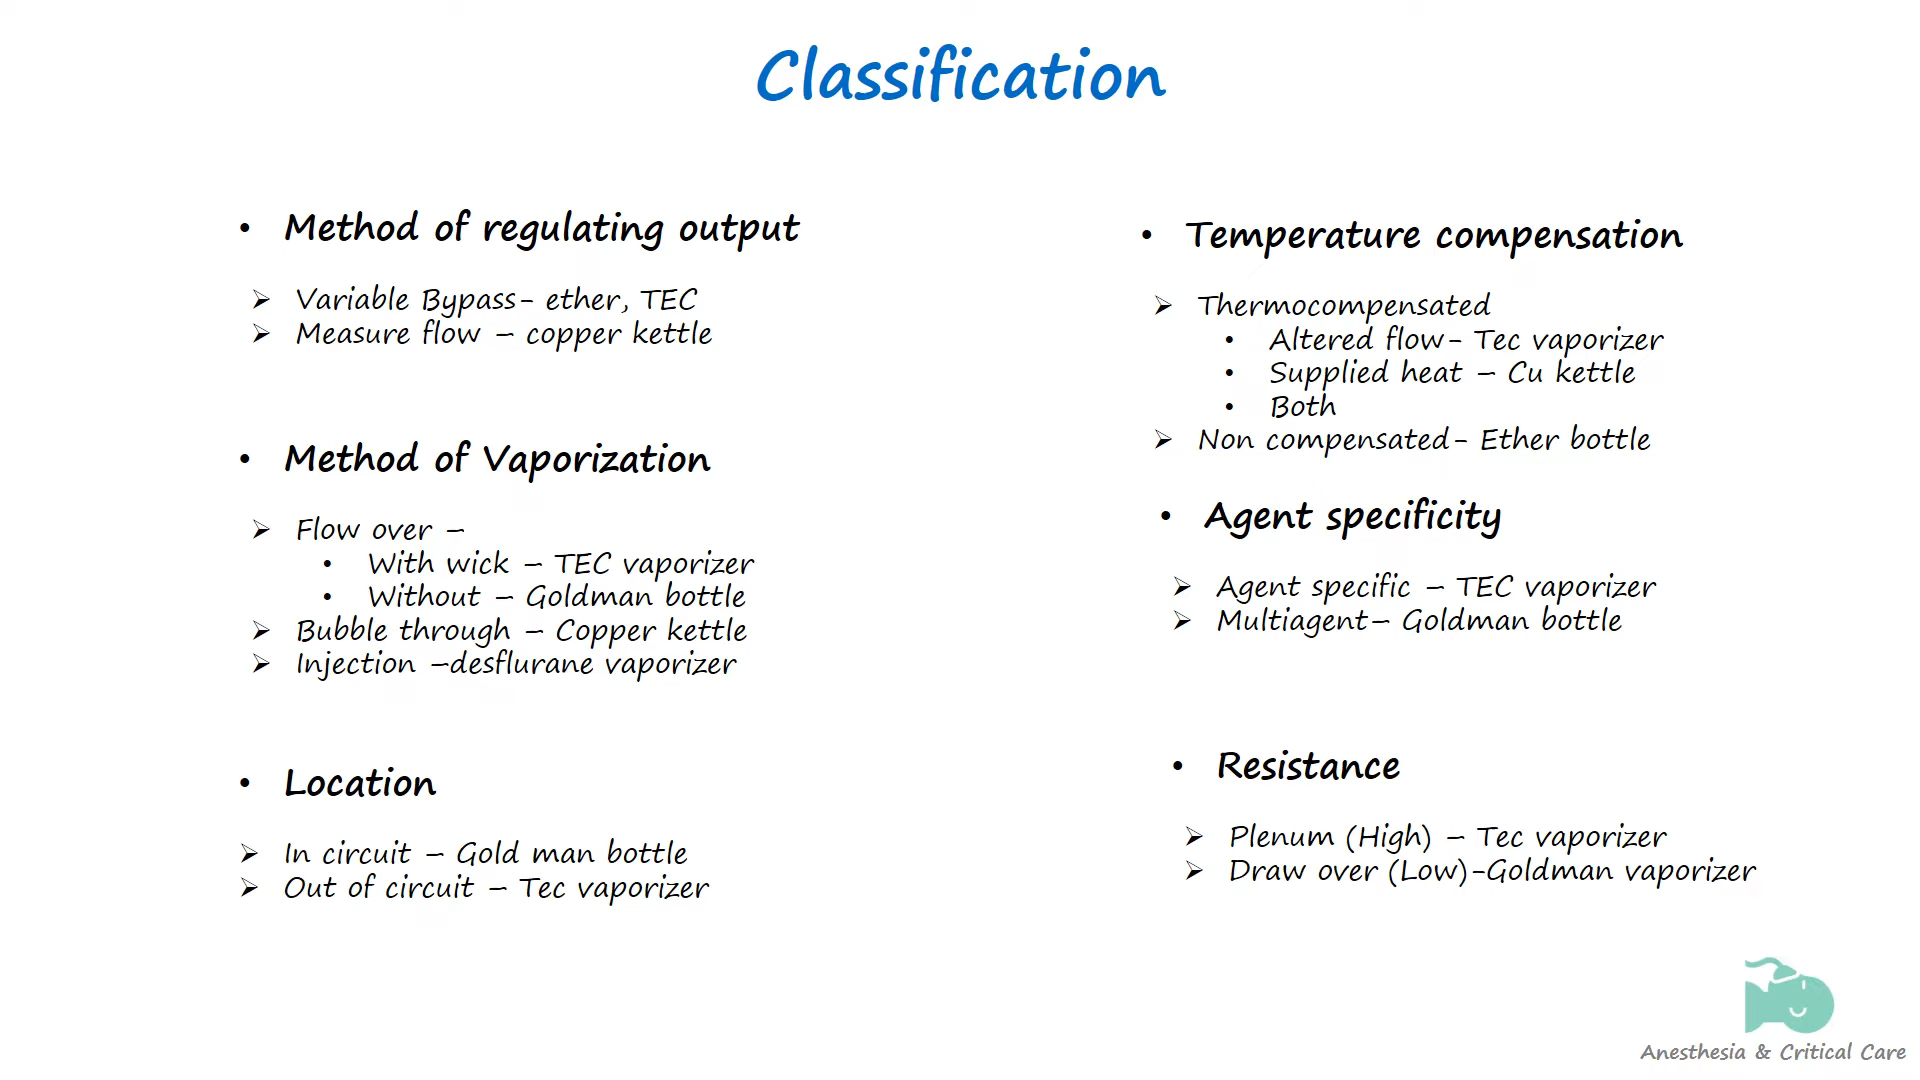 Classification
• Method of regulating output
➢ Variable Bypass- ether, TEC
➢ Measure flow – copper kettle
• Method of Vaporization
➢ Flow over –
• With wick – TEC vaporizer
• Without – Goldman bottle
➢ Bubble through – Copper kettle
➢ Injection –desflurane vaporizer
• Location
➢ In circuit – Gold man bottle
➢ Out of circuit – Tec vaporizer
• Temperature compensation
➢ Thermocompensated
• Altered flow- Tec vaporizer
• Supplied heat – Cu kettle
• Both
➢ Non compensated- Ether bottle
• Agent specificity
➢ Agent specific – TEC vaporizer
➢ Multiagent– Goldman bottle
• Resistance
➢ Plenum (High) – Tec vaporizer
➢ Draw over (Low)-Goldman vaporizer
Anesthesia & Critical Care